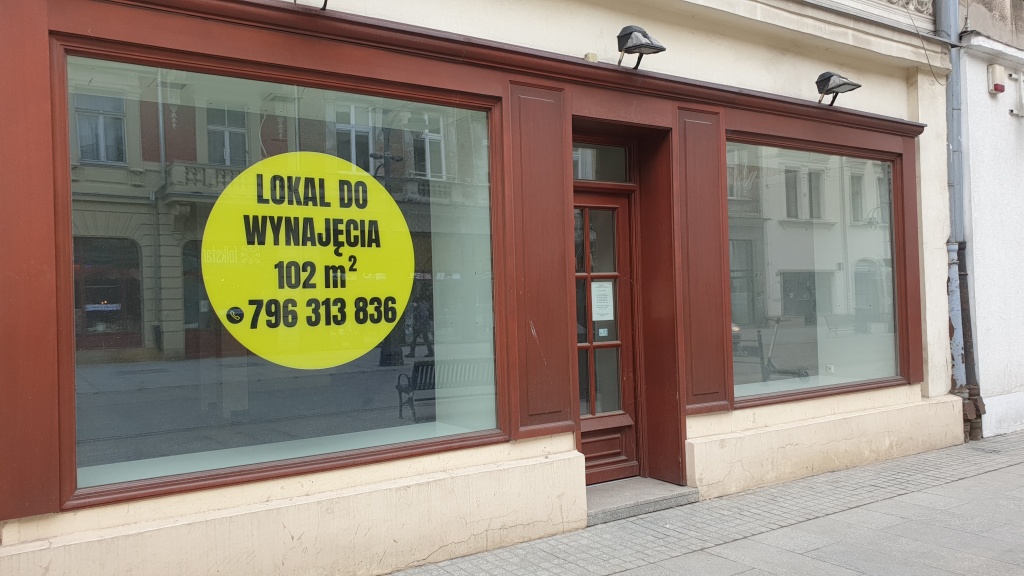 LOKAL DO
WYNAJĘCIA
102 m²
796 313 836